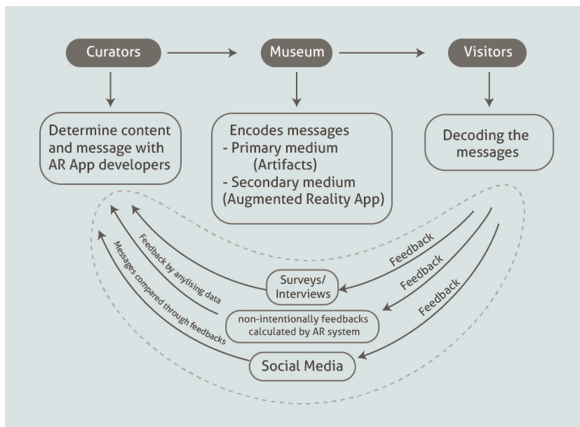 Curators
Museum
Visitors
Determine content
and message with
AR App developers
Encodes messages
- Primary medium
(Artifacts)
- Secondary medium
(Augmented Reality App)
Decoding the
messages
Feedback
Feedback
Feedback
Surveys/
Interviews
non-intentionally feedbacks
calculated by AR system
Social Media
Feedback by anylising data
Messages compared through feedbacks